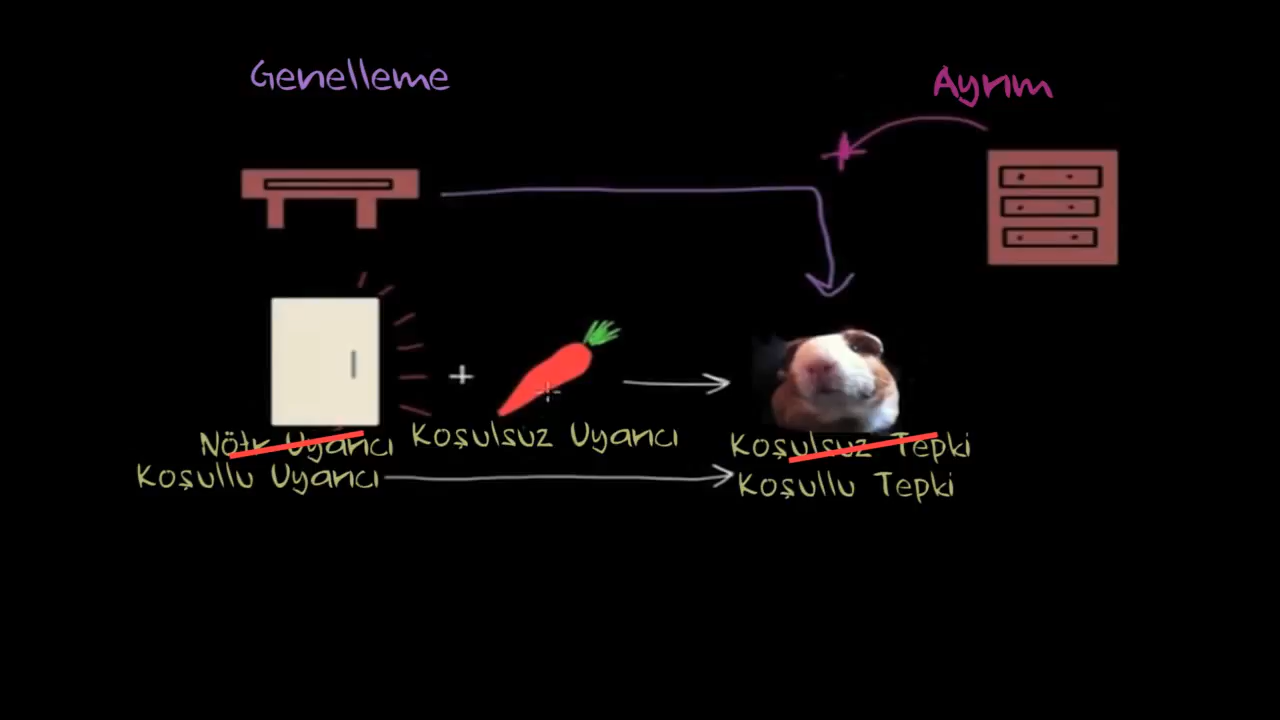 Genelleme
Ayrım
Nötr Uyarıcı
Koşulsuz Uyarıcı
Koşulsuz Tepki
Koşullu Uyarıcı
Koşullu Tepki